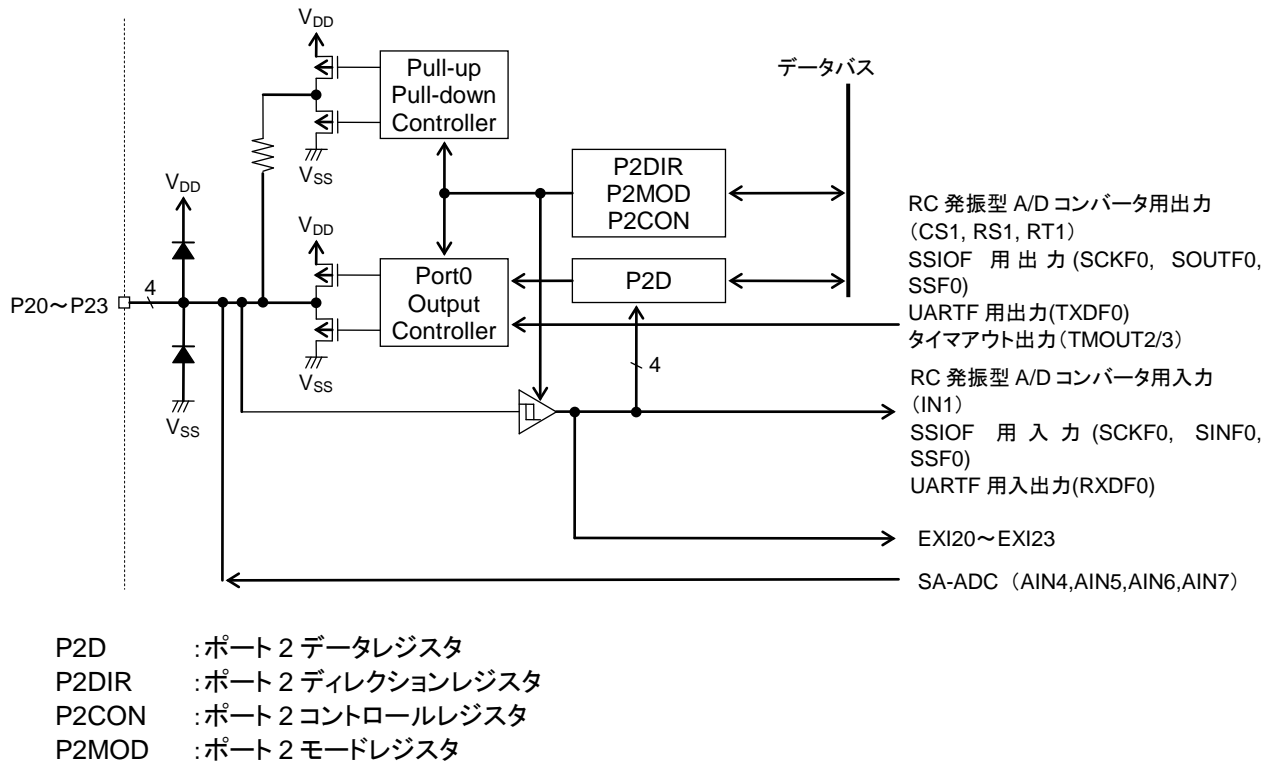 VDD
Pull-up
Pull-down
Controller
VSS
データバス
P2DIR
P2MOD
P2CON
VDD
VDD
Port0
Output
Controller
P2D
P20～P23
4
4
VSS
VSS
RC 発振型 A/D コンバータ用出力
（CS1, RS1, RT1）
SSIOF 用出力(SCKF0, SOUTF0,
SSF0)
UARTF 用出力(TXDF0)
タイマアウト出力（TMOUT2/3）
RC 発振型 A/D コンバータ用入力
（IN1）
SSIOF 用入力(SCKF0, SINF0,
SSF0)
UARTF 用入出力(RXDF0)
EXI20～EXI23
SA-ADC （AIN4,AIN5,AIN6,AIN7）
P2D :ポート 2 データレジスタ
P2DIR :ポート 2 ディレクションレジスタ
P2CON :ポート 2 コントロールレジスタ
P2MOD :ポート 2 モードレジスタ